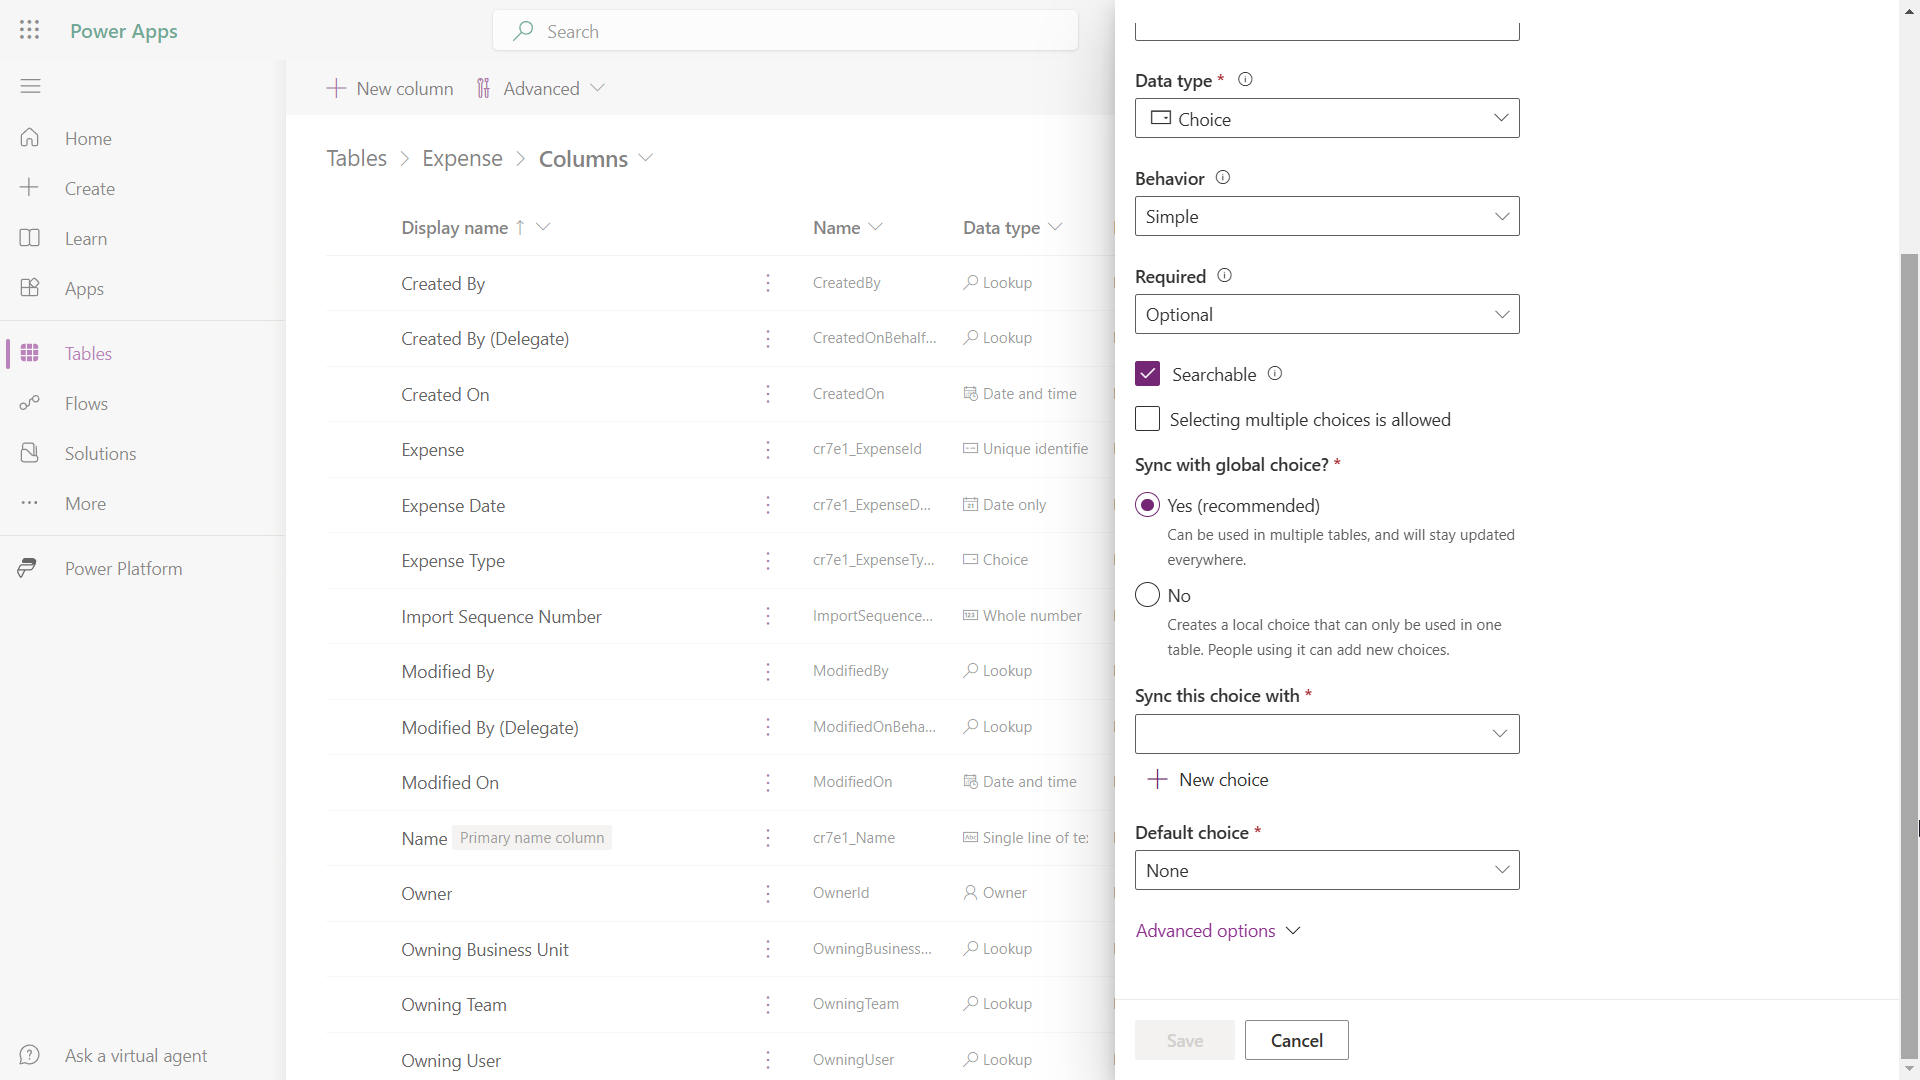 Power Apps
Search
New column
Advanced
Home
Create
Learn
Apps
Tables
Flows
Solutions
More
Power Platform
Ask a virtual agent
Tables > Expense > Columns
Display name ↑ Name Data type
Created By CreatedBy Lookup
Created By (Delegate) CreatedOnBehalf... Lookup
Created On CreatedOn Date and time
Expense cr7e1_ExpenseId Unique identifie
Expense Date cr7e1_ExpenseD... Date only
Expense Type cr7e1_ExpenseTy... Choice
Import Sequence Number ImportSequence... Whole number
Modified By ModifiedBy Lookup
Modified By (Delegate) ModifiedOnBeha... Lookup
Modified On ModifiedOn Date and time
Name Primary name column cr7e1_Name Single line of te
Owner OwnerId Owner
Owning Business Unit OwningBusiness... Lookup
Owning Team OwningTeam Lookup
Owning User OwningUser Lookup
Data type *
Choice
Behavior
Simple
Required
Optional
Searchable
Selecting multiple choices is allowed
Sync with global choice? *
Yes (recommended)
Can be used in multiple tables, and will stay updated
everywhere.
No
Creates a local choice that can only be used in one
table. People using it can add new choices.
Sync this choice with *
New choice
Default choice *
None
Advanced options
Save Cancel